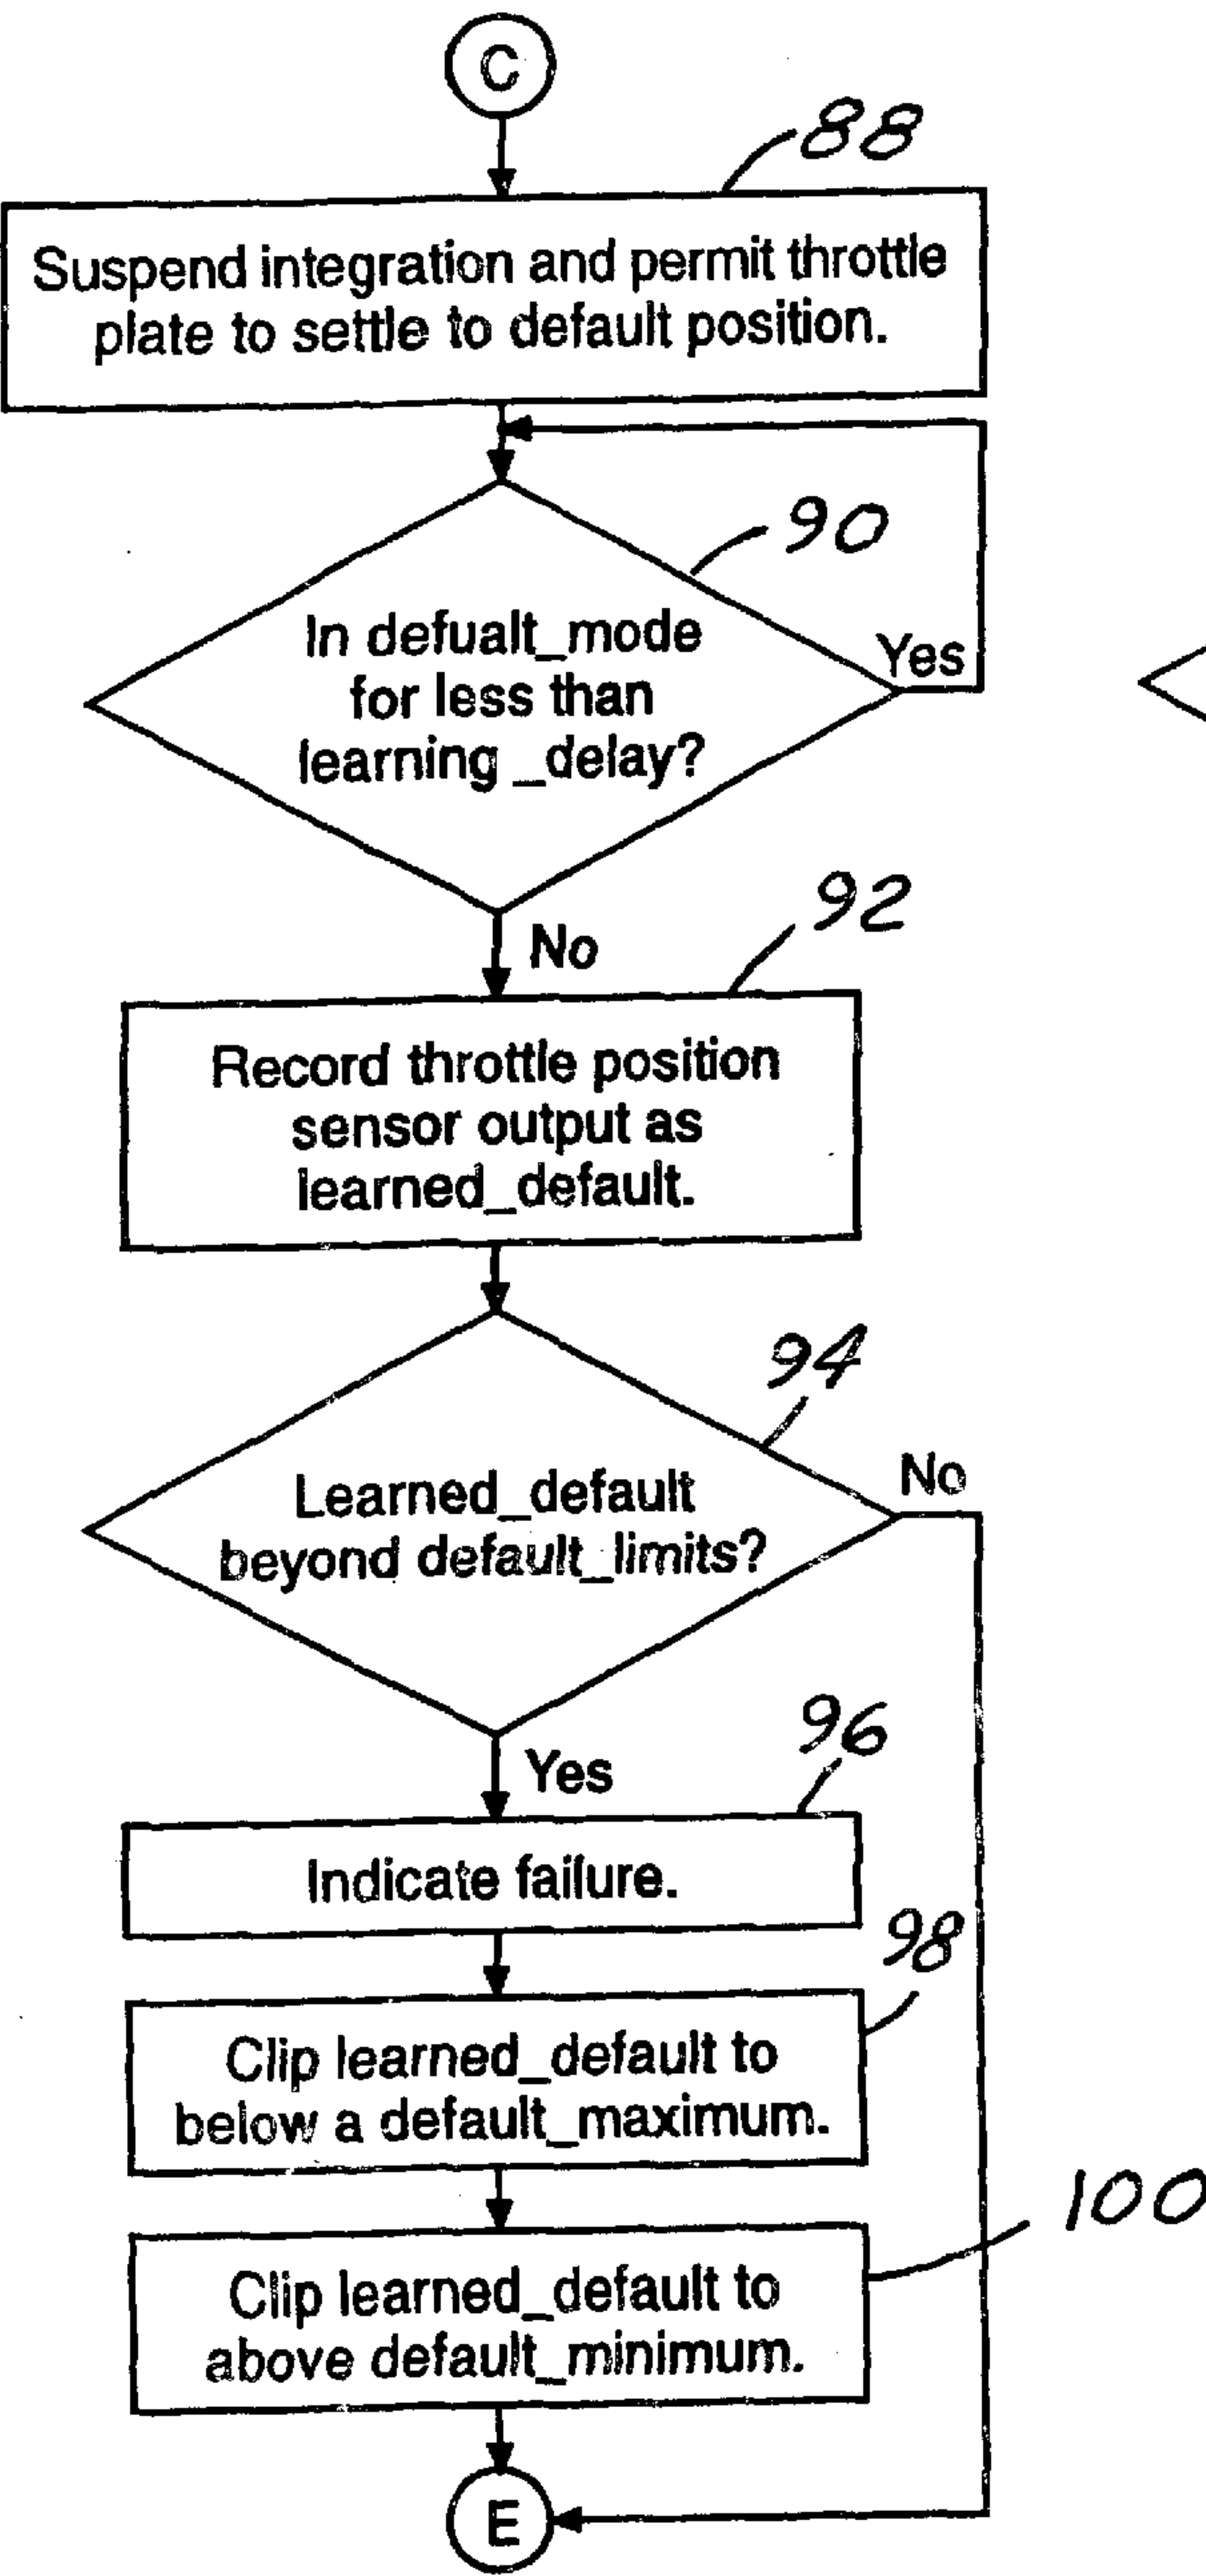 C
88
Suspend integration and permit throttle
plate to settle to default position.
90
In defualt_mode
for less than
learning _delay?
Yes
No
92
Record throttle position
sensor output as
learned_default.
94
Learned_default
beyond default_limits?
No
Yes
96
Indicate failure.
98
Clip learned_default to
below a default_maximum.
100
Clip learned_default to
above default_minimum.
E